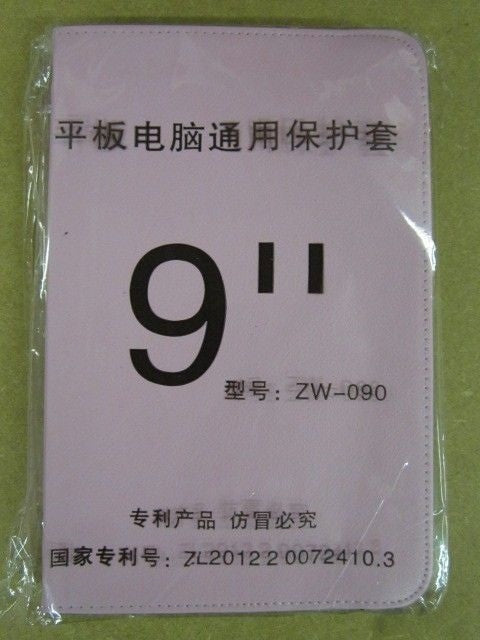 平板电脑通用保护套
9"
型号: ZW-090
专利产品 仿冒必究
国家专利号: ZL2012 2 0072410.3